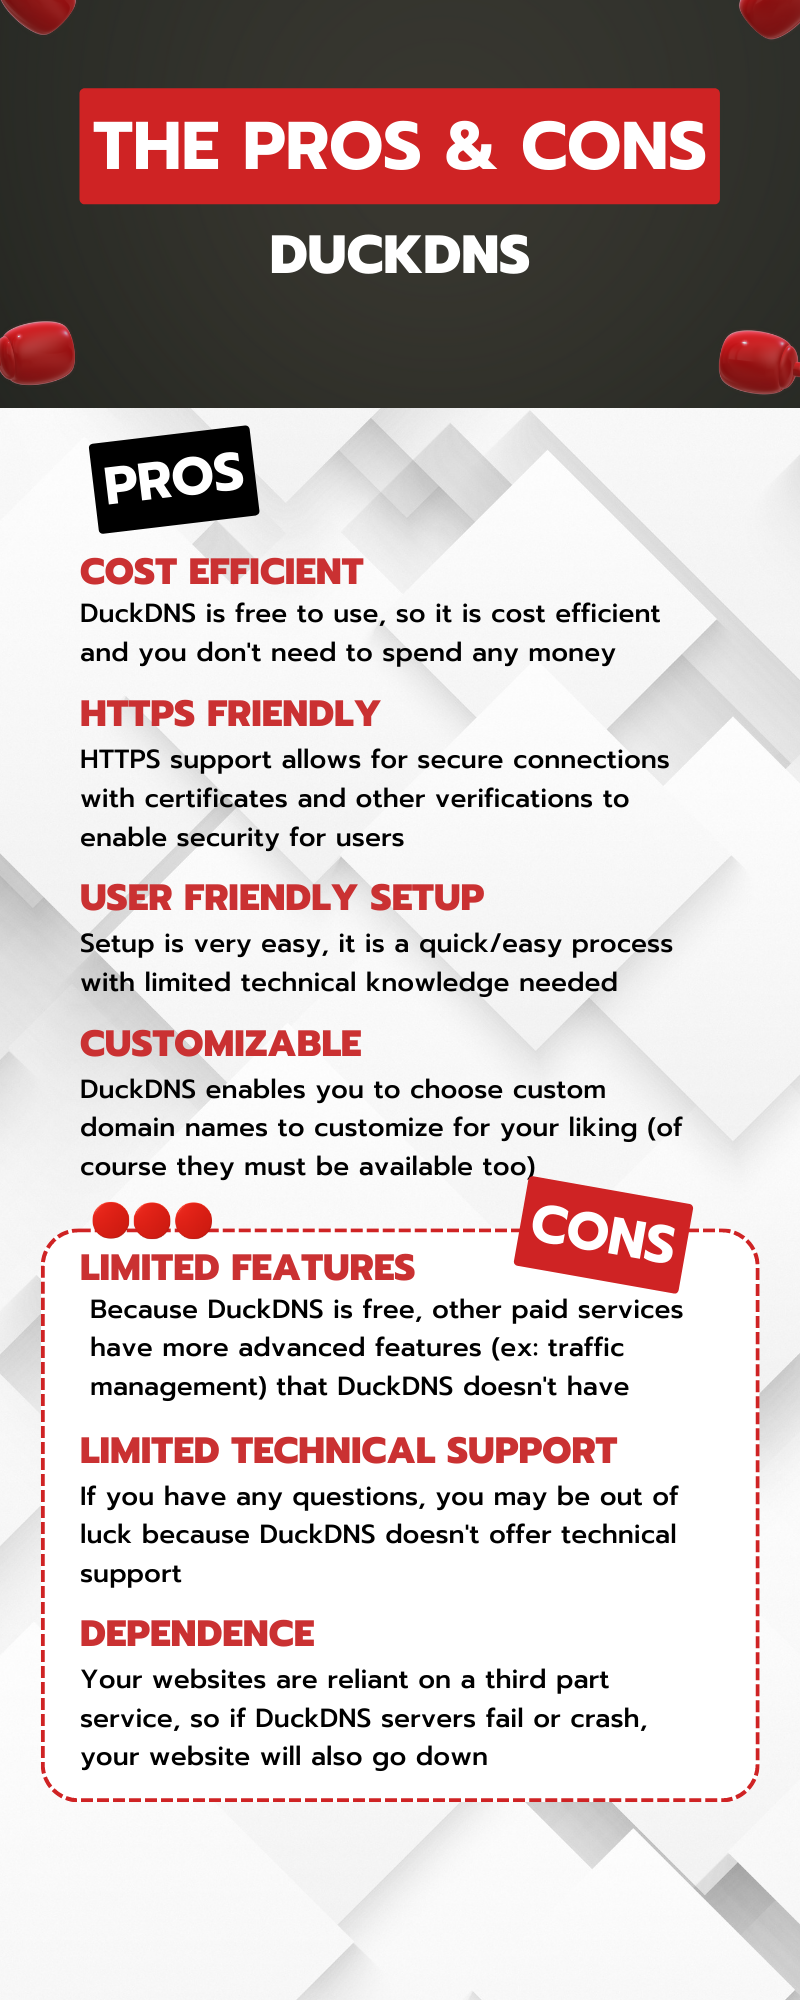 THE PROS & CONS
DUCKDNS
PROS
COST EFFICIENT
DuckDNS is free to use, so it is cost efficient
and you don't need to spend any money
HTTPS FRIENDLY
HTTPS support allows for secure connections
with certificates and other verifications to
enable security for users
USER FRIENDLY SETUP
Setup is very easy, it is a quick/easy process
with limited technical knowledge needed
CUSTOMIZABLE
DuckDNS enables you to choose custom
domain names to customize for your liking (of
course they must be available too)
CONS
LIMITED FEATURES
Because DuckDNS is free, other paid services
have more advanced features (ex: traffic
management) that DuckDNS doesn't have
LIMITED TECHNICAL SUPPORT
If you have any questions, you may be out of
luck because DuckDNS doesn't offer technical
support
DEPENDENCE
Your websites are reliant on a third part
service, so if DuckDNS servers fail or crash,
your website will also go down